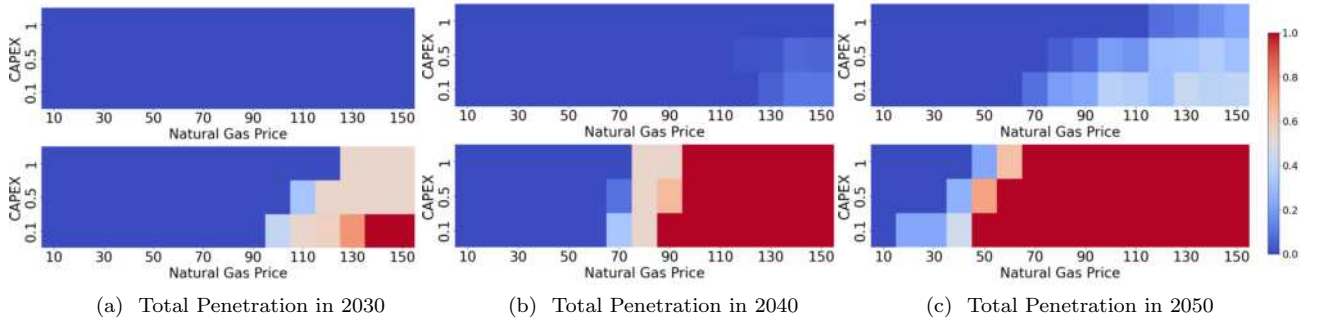 CAPEX
1
0.5
0.1
10 30 50 70 90 110 130 150
Natural Gas Price
CAPEX
1
0.5
0.1
10 30 50 70 90 110 130 150
Natural Gas Price
(a) Total Penetration in 2030
CAPEX
1
0.5
0.1
10 30 50 70 90 110 130 150
Natural Gas Price
CAPEX
1
0.5
0.1
10 30 50 70 90 110 130 150
Natural Gas Price
(b) Total Penetration in 2040
CAPEX
1
0.5
0.1
10 30 50 70 90 110 130 150
Natural Gas Price
CAPEX
1
0.5
0.1
10 30 50 70 90 110 130 150
Natural Gas Price
(c) Total Penetration in 2050
1.0
0.8
0.6
0.4
0.2
0.0